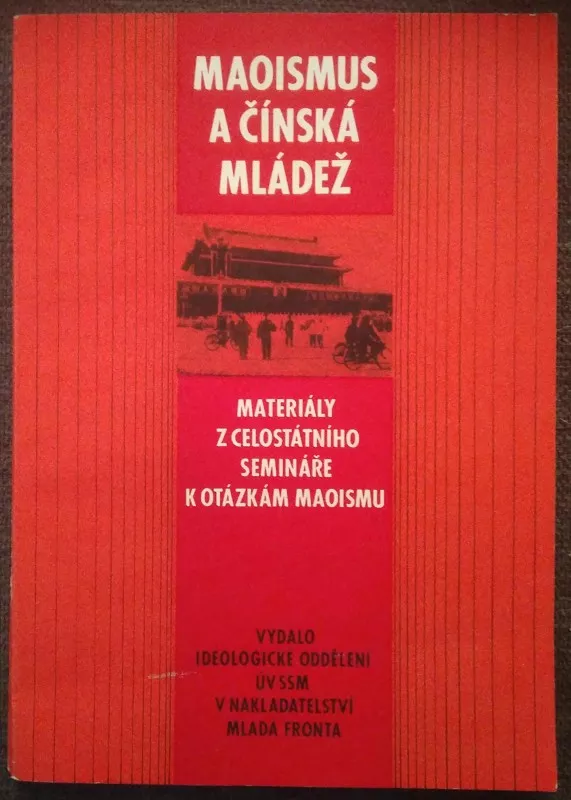 MAOISMUS
A ČÍNSKÁ
MLÁDEŽ
MATERIÁLY
Z CELOSTÁTNÍHO
SEMINÁŘE
K OTÁZKÁM MAOISMU
VYDALO
IDEOLOGICKÉ ODDĚLENÍ
ÚV SSM
V NAKLADATELSTVÍ
MLADÁ FRONTA